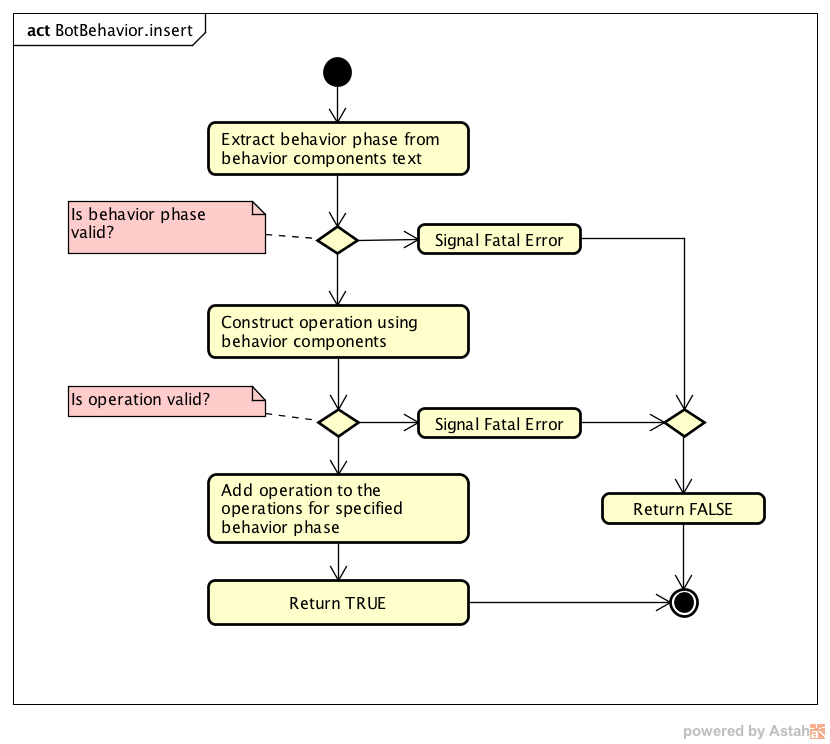 act BotBehavior.insert
Extract behavior phase from
behavior components text
Is behavior phase
valid?
Signal Fatal Error
Construct operation using
behavior components
Is operation valid?
Signal Fatal Error
Add operation to the
operations for specified
behavior phase
Return FALSE
Return TRUE
powered by Astah